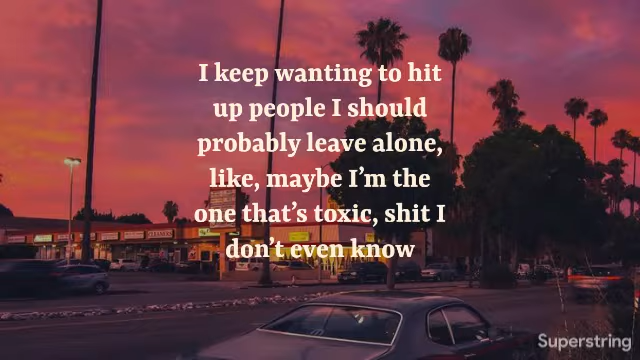 I keep wanting to hit
up people I should
probably leave alone,
like, maybe I’m the
one that’s toxic, shit I
don’t even know
Superstring